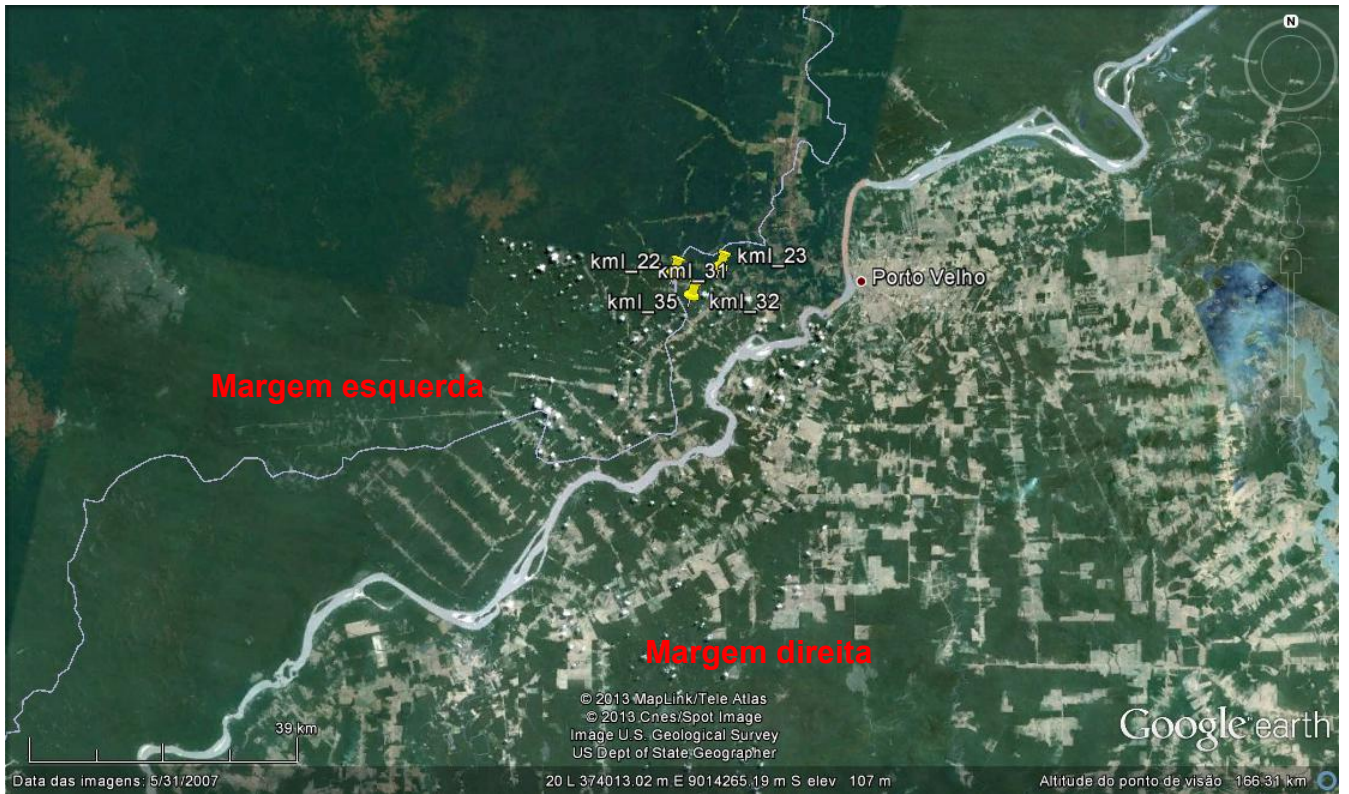 N
kml_22
kml_31
kml_23
kml_35
kml_32
Porto Velho
Margem esquerda
Margem direita
39 km
© 2013 MapLink/Tele Atlas
© 2013 Cnes/Spot Image
Image U.S. Geological Survey
US Dept of State Geographer
Google earth
Data das imagens: 5/31/2007
20 L 374013.02 m E 9014265.19 m S elev 107 m
Altitude do ponto de visão 166.31 km